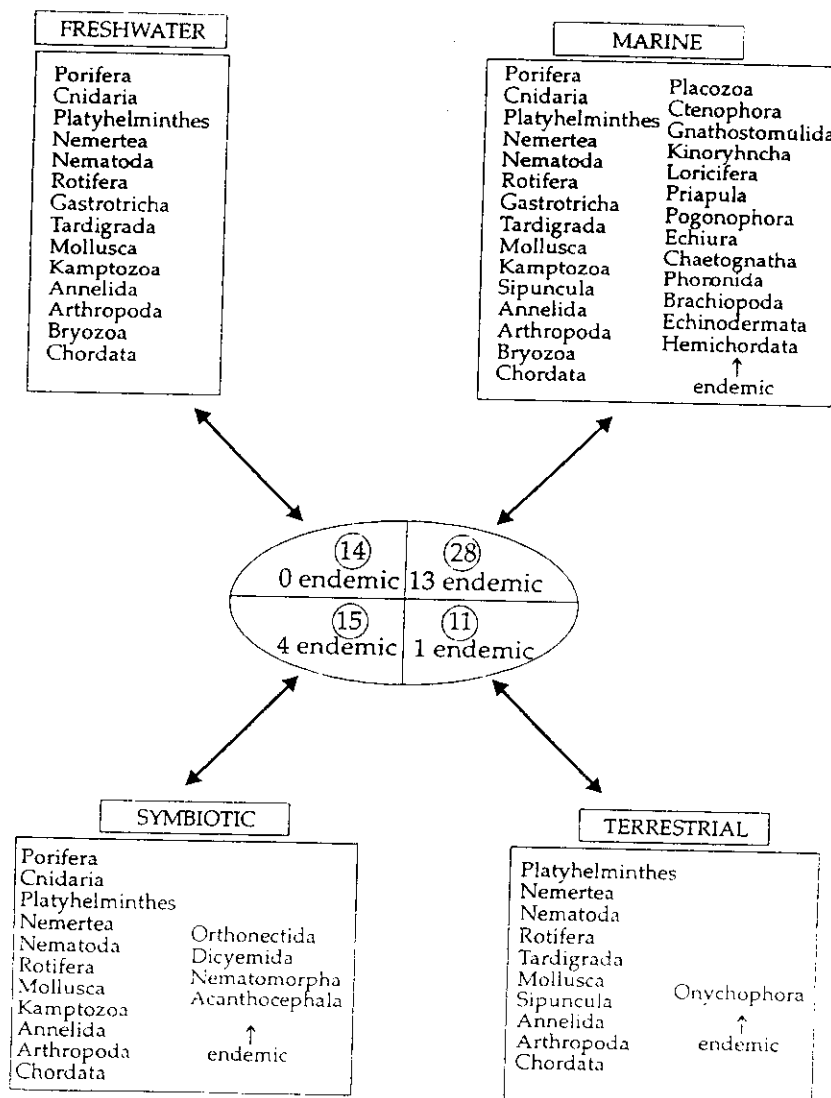 FRESHWATER
Porifera
Cnidaria
Platyhelminthes
Nemertea
Nematoda
Rotifera
Gastrotricha
Tardigrada
Mollusca
Kamptozoa
Annelida
Arthropoda
Bryozoa
Chordata
MARINE
Porifera
Cnidaria
Platyhelminthes
Nemertea
Nematoda
Rotifera
Gastrotricha
Tardigrada
Mollusca
Kamptozoa
Sipuncula
Annelida
Arthropoda
Bryozoa
Chordata
Placozoa
Ctenophora
Gnathostomulida
Kinoryhncha
Loricifera
Priapula
Pogonophora
Echiura
Chaetognatha
Phoronida
Brachiopoda
Echinodermata
Hemichordata
↑
endemic
14
0 endemic
28
13 endemic
15
4 endemic
11
1 endemic
SYMBIOTIC
Porifera
Cnidaria
Platyhelminthes
Nemertea
Nematoda
Rotifera
Mollusca
Kamptozoa
Annelida
Arthropoda
Chordata
Orthonectida
Dicyemida
Nematomorpha
Acanthocephala
↑
endemic
TERRESTRIAL
Platyhelminthes
Nemertea
Nematoda
Rotifera
Tardigrada
Mollusca
Sipuncula
Annelida
Arthropoda
Chordata
Onychophora
↑
endemic